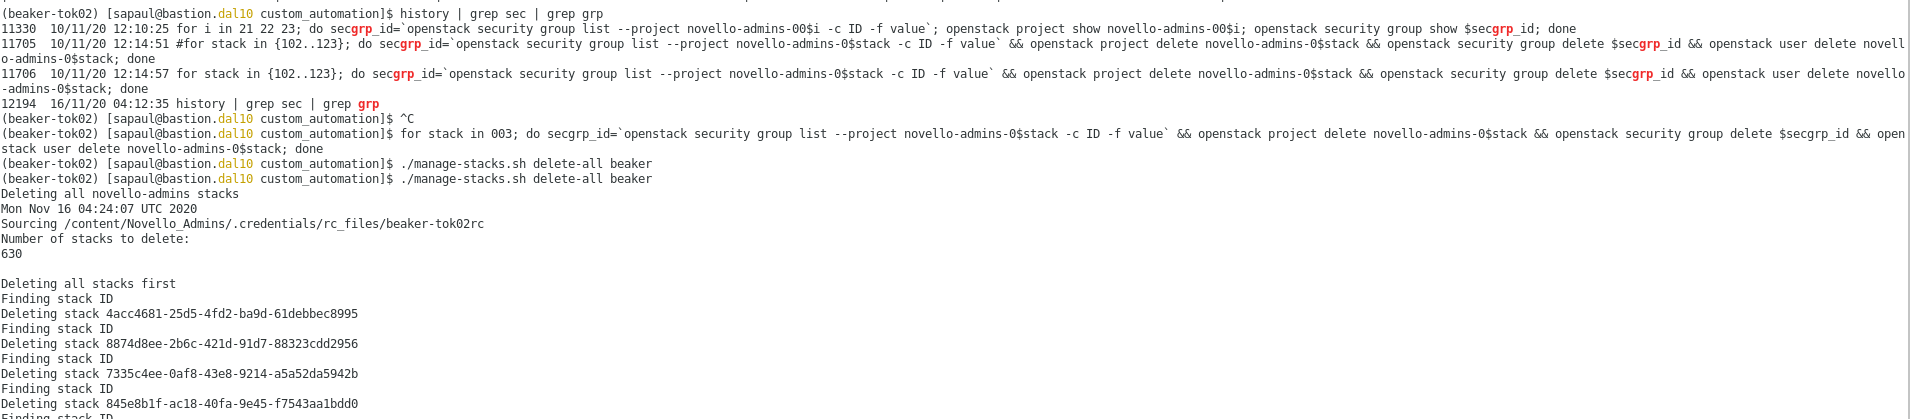 (beaker-tok02) [sapaul@bastion.dal10 custom_automation]$ history | grep sec | grep grp
11330  10/11/20 12:10:25 for i in 21 22 23; do secgrp_id=`openstack security group list --project novello-admins-00$i -c ID -f value`; openstack project show novello-admins-00$i; openstack security group show $secgrp_id; done
11705  10/11/20 12:14:51 #for stack in {102..123}; do secgrp_id=`openstack security group list --project novello-admins-0$stack -c ID -f value` && openstack project delete novello-admins-0$stack && openstack security group delete $secgrp_id && openstack user delete novell
o-admins-0$stack; done
11706  10/11/20 12:14:57 for stack in {102..123}; do secgrp_id=`openstack security group list --project novello-admins-0$stack -c ID -f value` && openstack project delete novello-admins-0$stack && openstack security group delete $secgrp_id && openstack user delete novello
-admins-0$stack; done
12194  16/11/20 04:12:35 history | grep sec | grep grp
(beaker-tok02) [sapaul@bastion.dal10 custom_automation]$ ^C
(beaker-tok02) [sapaul@bastion.dal10 custom_automation]$ for stack in 003; do secgrp_id=`openstack security group list --project novello-admins-0$stack -c ID -f value` && openstack project delete novello-admins-0$stack && openstack security group delete $secgrp_id && open
stack user delete novello-admins-0$stack; done
(beaker-tok02) [sapaul@bastion.dal10 custom_automation]$ ./manage-stacks.sh delete-all beaker
(beaker-tok02) [sapaul@bastion.dal10 custom_automation]$ ./manage-stacks.sh delete-all beaker
Deleting all novello-admins stacks
Mon Nov 16 04:24:07 UTC 2020
Sourcing /content/Novello_Admins/.credentials/rc_files/beaker-tok02rc
Number of stacks to delete:
630
Deleting all stacks first
Finding stack ID
Deleting stack 4acc4681-25d5-4fd2-ba9d-61debbec8995
Finding stack ID
Deleting stack 8874d8ee-2b6c-421d-91d7-88323cdd2956
Finding stack ID
Deleting stack 7335c4ee-0af8-43e8-9214-a5a52da5942b
Finding stack ID
Deleting stack 845e8b1f-ac18-40fa-9e45-f7543aa1bdd0
Finding stack ID